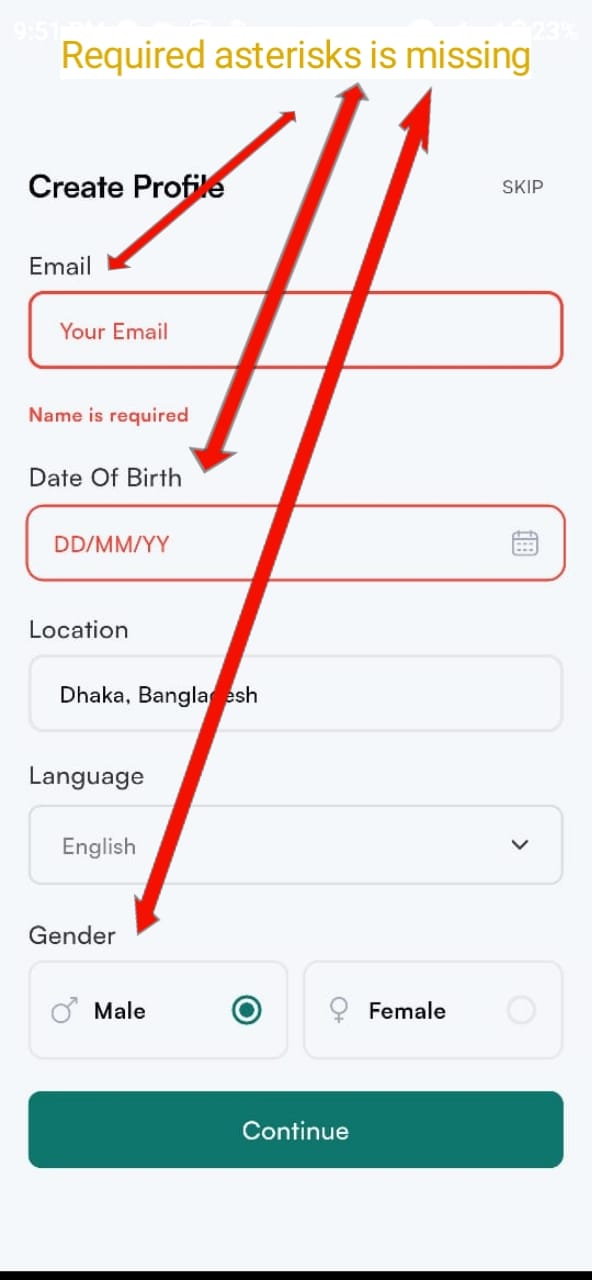 9:51
23%
Required asterisks is missing
Create Profile
SKIP
Email
Your Email
Name is required
Date Of Birth
DD/MM/YY
Location
Dhaka, Bangladesh
Language
English
Gender
Male
Female
Continue